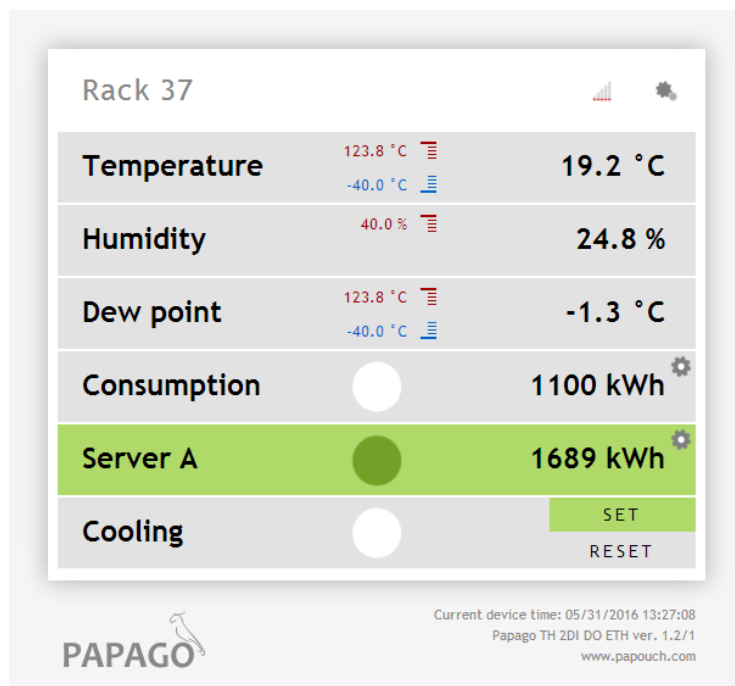 Rack 37
Temperature 123.8 °C 19.2 °C
-40.0 °C
Humidity 40.0 % 24.8 %
Dew point 123.8 °C -1.3 °C
-40.0 °C
Consumption 1100 kWh
Server A 1689 kWh
Cooling SET
RESET
Current device time: 05/31/2016 13:27:08
Papago TH 2DI DO ETH ver. 1.2/1
www.papouch.com
PAPAGO